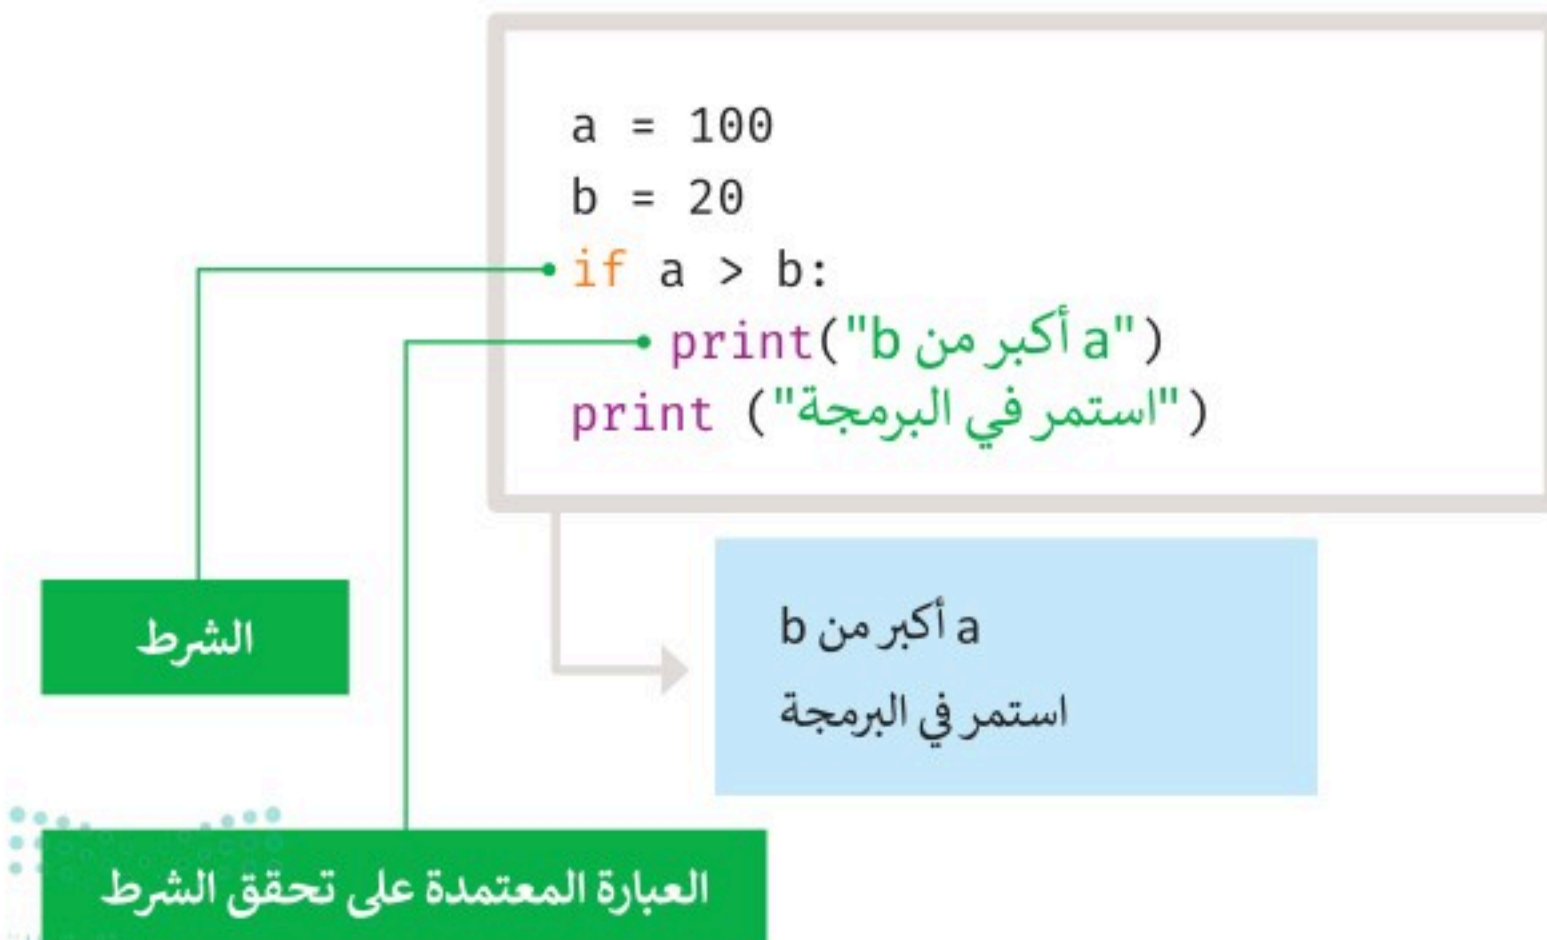 a = 100
b = 20
if a > b:
print("a أكبر من b")
print ("استمر في البرمجة")
a أكبر من b
استمر في البرمجة
الشرط
العبارة المعتمدة على تحقق الشرط